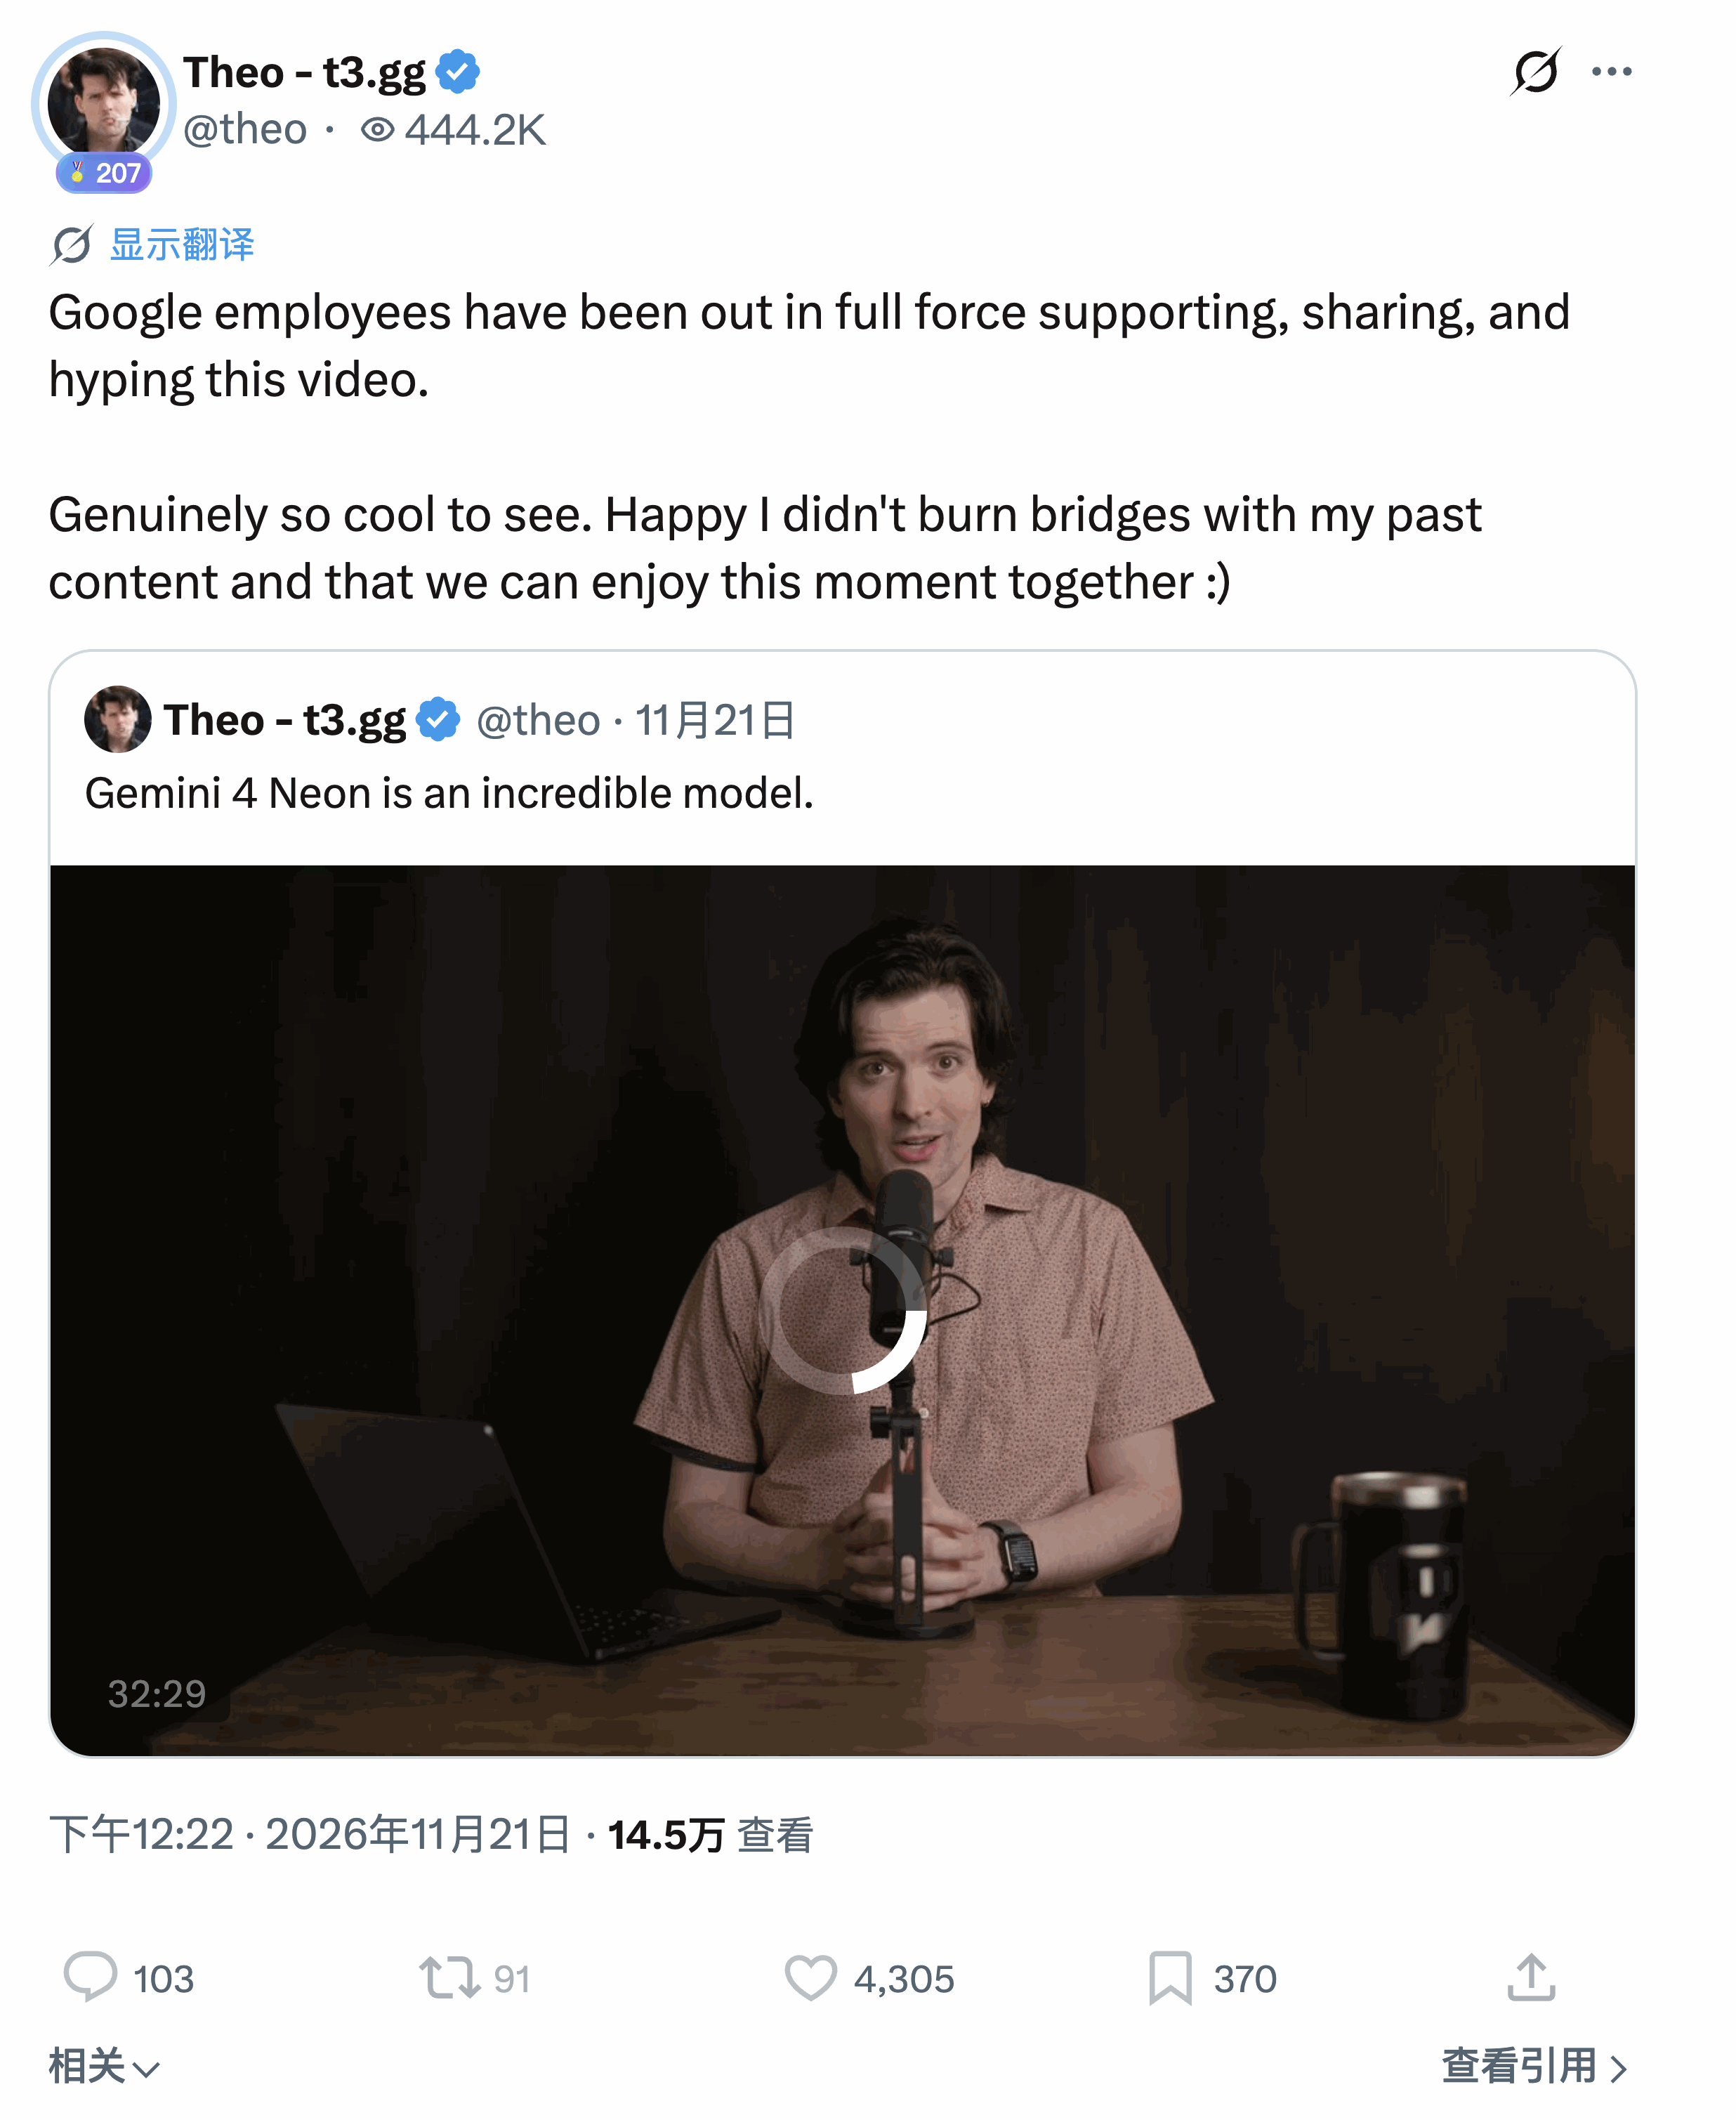 Theo - t3.gg
@theo · 444.2K
207
显示翻译
Google employees have been out in full force supporting, sharing, and
hyping this video.
Genuinely so cool to see. Happy I didn't burn bridges with my past
content and that we can enjoy this moment together :)
Theo - t3.gg @theo · 11月21日
Gemini 4 Neon is an incredible model.
32:29
下午12:22 · 2026年11月21日 · 14.5万 查看
103 91 4,305 370
相关 查看引用